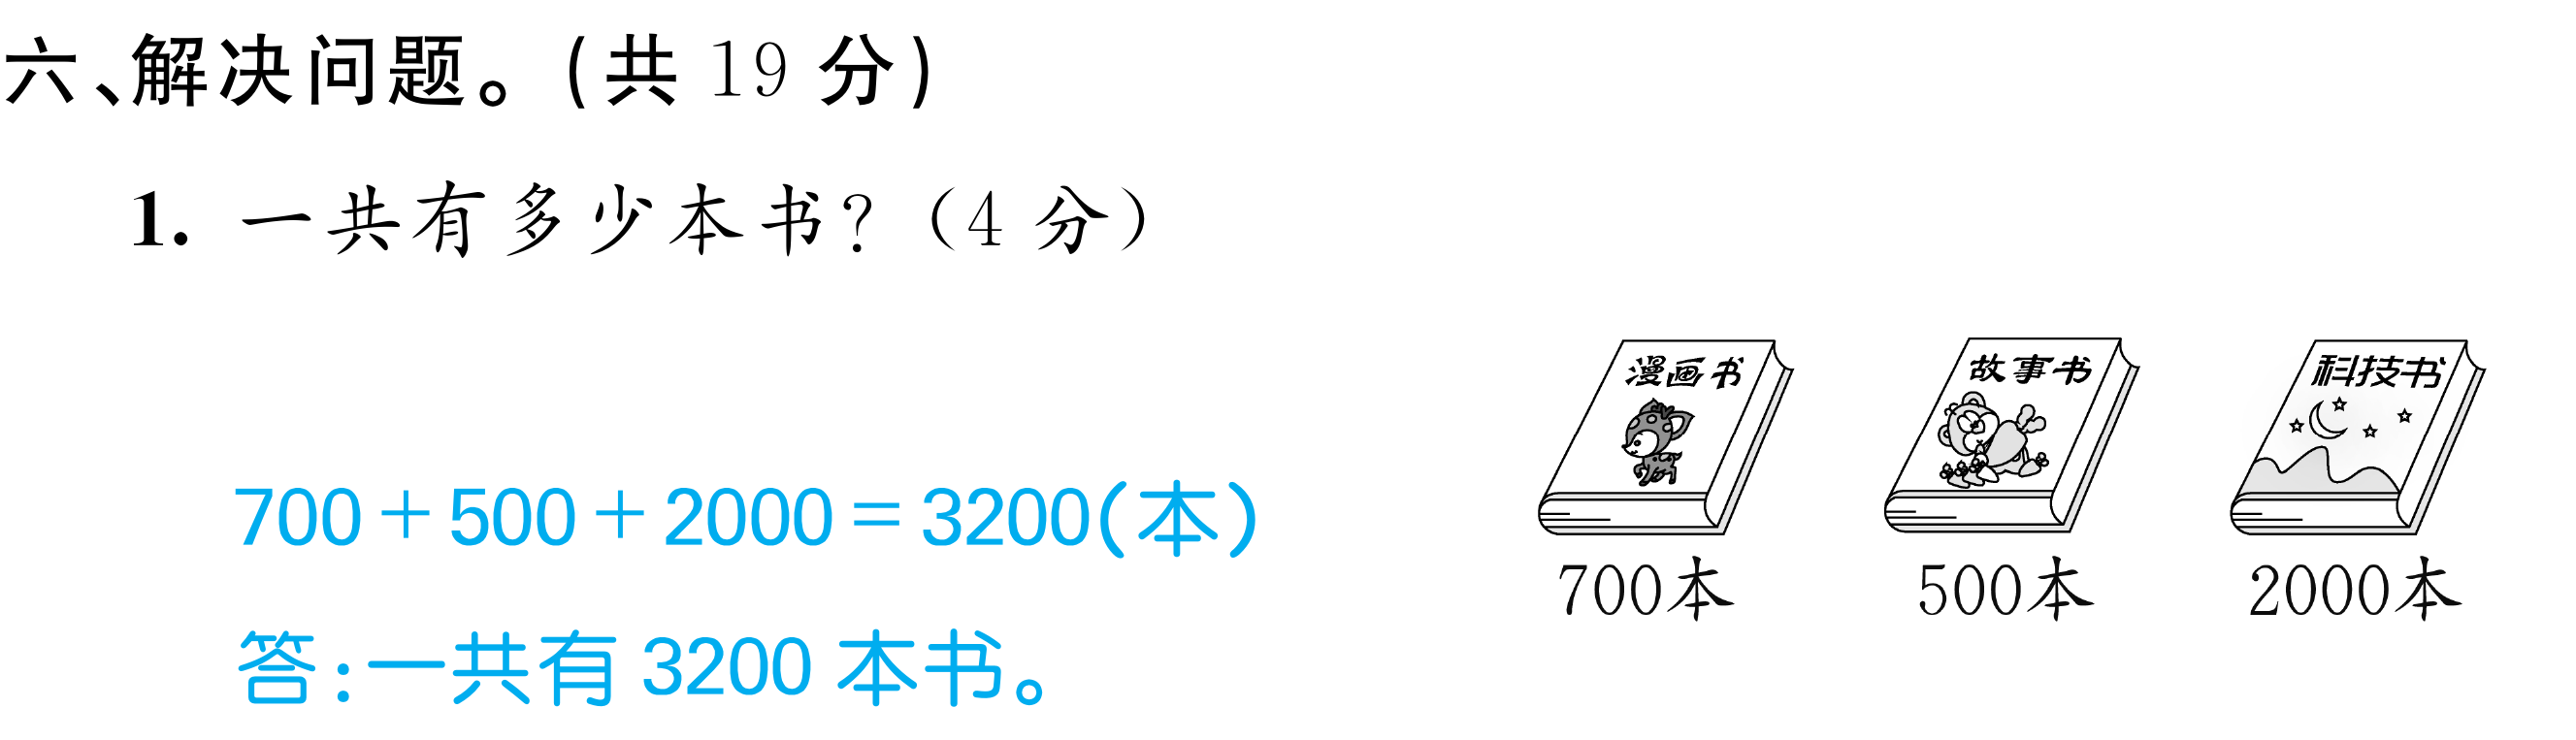 六、解决问题。(共 19 分)
1. 一共有多少本书?(4 分)
漫画书 故事书 科技书
700＋500＋2000＝3200(本)
700本 500本 2000本
答:一共有 3200 本书。